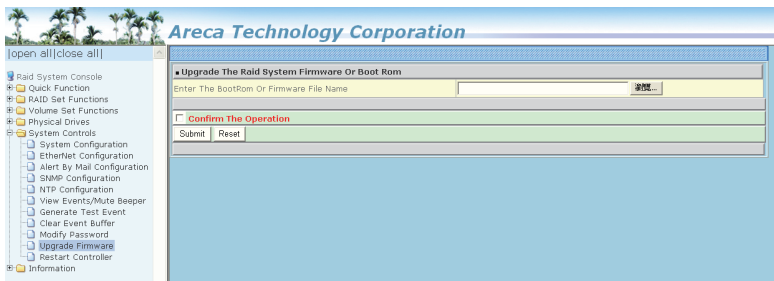 Areca Technology Corporation
|open all|close all|
Raid System Console
Quick Function
RAID Set Functions
Volume Set Functions
Physical Drives
System Controls
System Configuration
EtherNet Configuration
Alert By Mail Configuration
SNMP Configuration
NTP Configuration
View Events/Mute Beeper
Generate Test Event
Clear Event Buffer
Modify Password
Upgrade Firmware
Restart Controller
Information
Upgrade The Raid System Firmware Or Boot Rom
Enter The BootRom Or Firmware File Name
瀏覽...
Confirm The Operation
Submit Reset